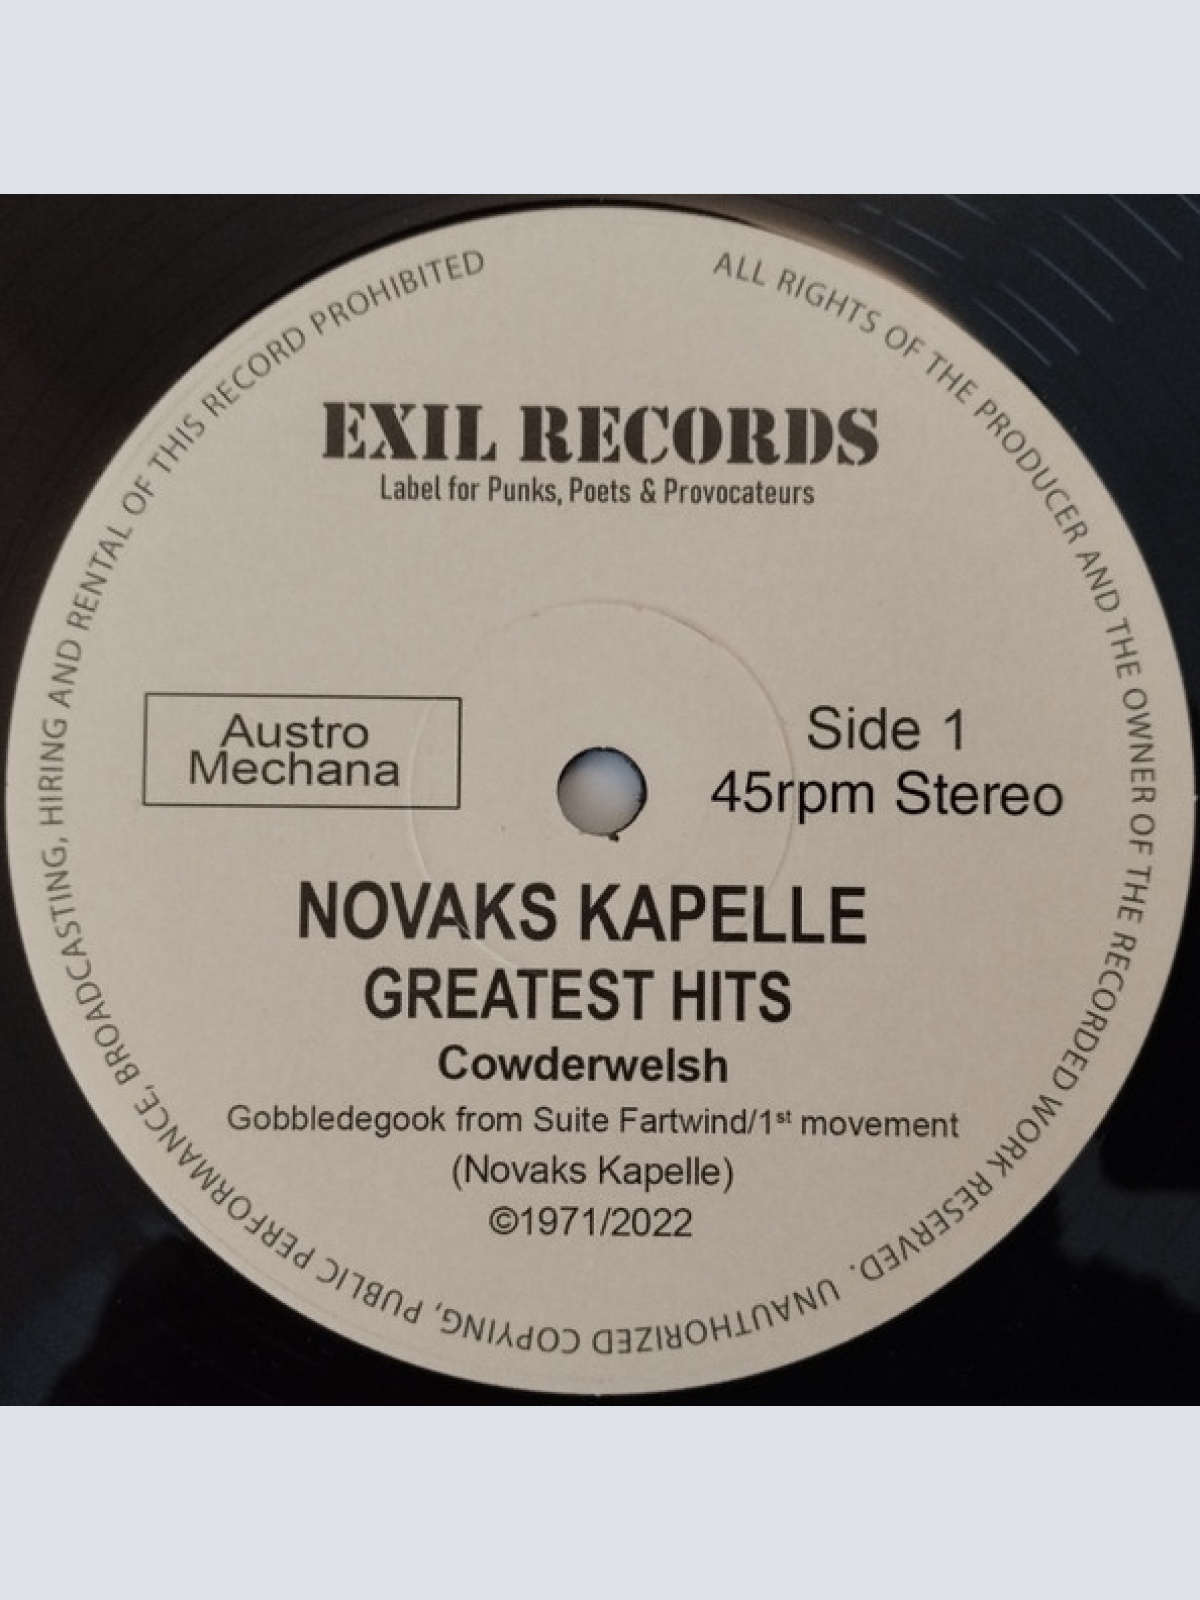 ALL RIGHTS OF THE PRODUCER AND THE OWNER OF THE RECORDED WORK RESERVED. UNAUTHORIZED COPYING, PUBLIC PERFORMANCE, BROADCASTING, HIRING AND RENTAL OF THIS RECORD PROHIBITED
EXIL RECORDS
Label for Punks, Poets & Provocateurs
Austro
Mechana
Side 1
45rpm Stereo
NOVAKS KAPELLE
GREATEST HITS
Cowderwelsh
Gobbledegook from Suite Fartwind/1st movement
(Novaks Kapelle)
©1971/2022